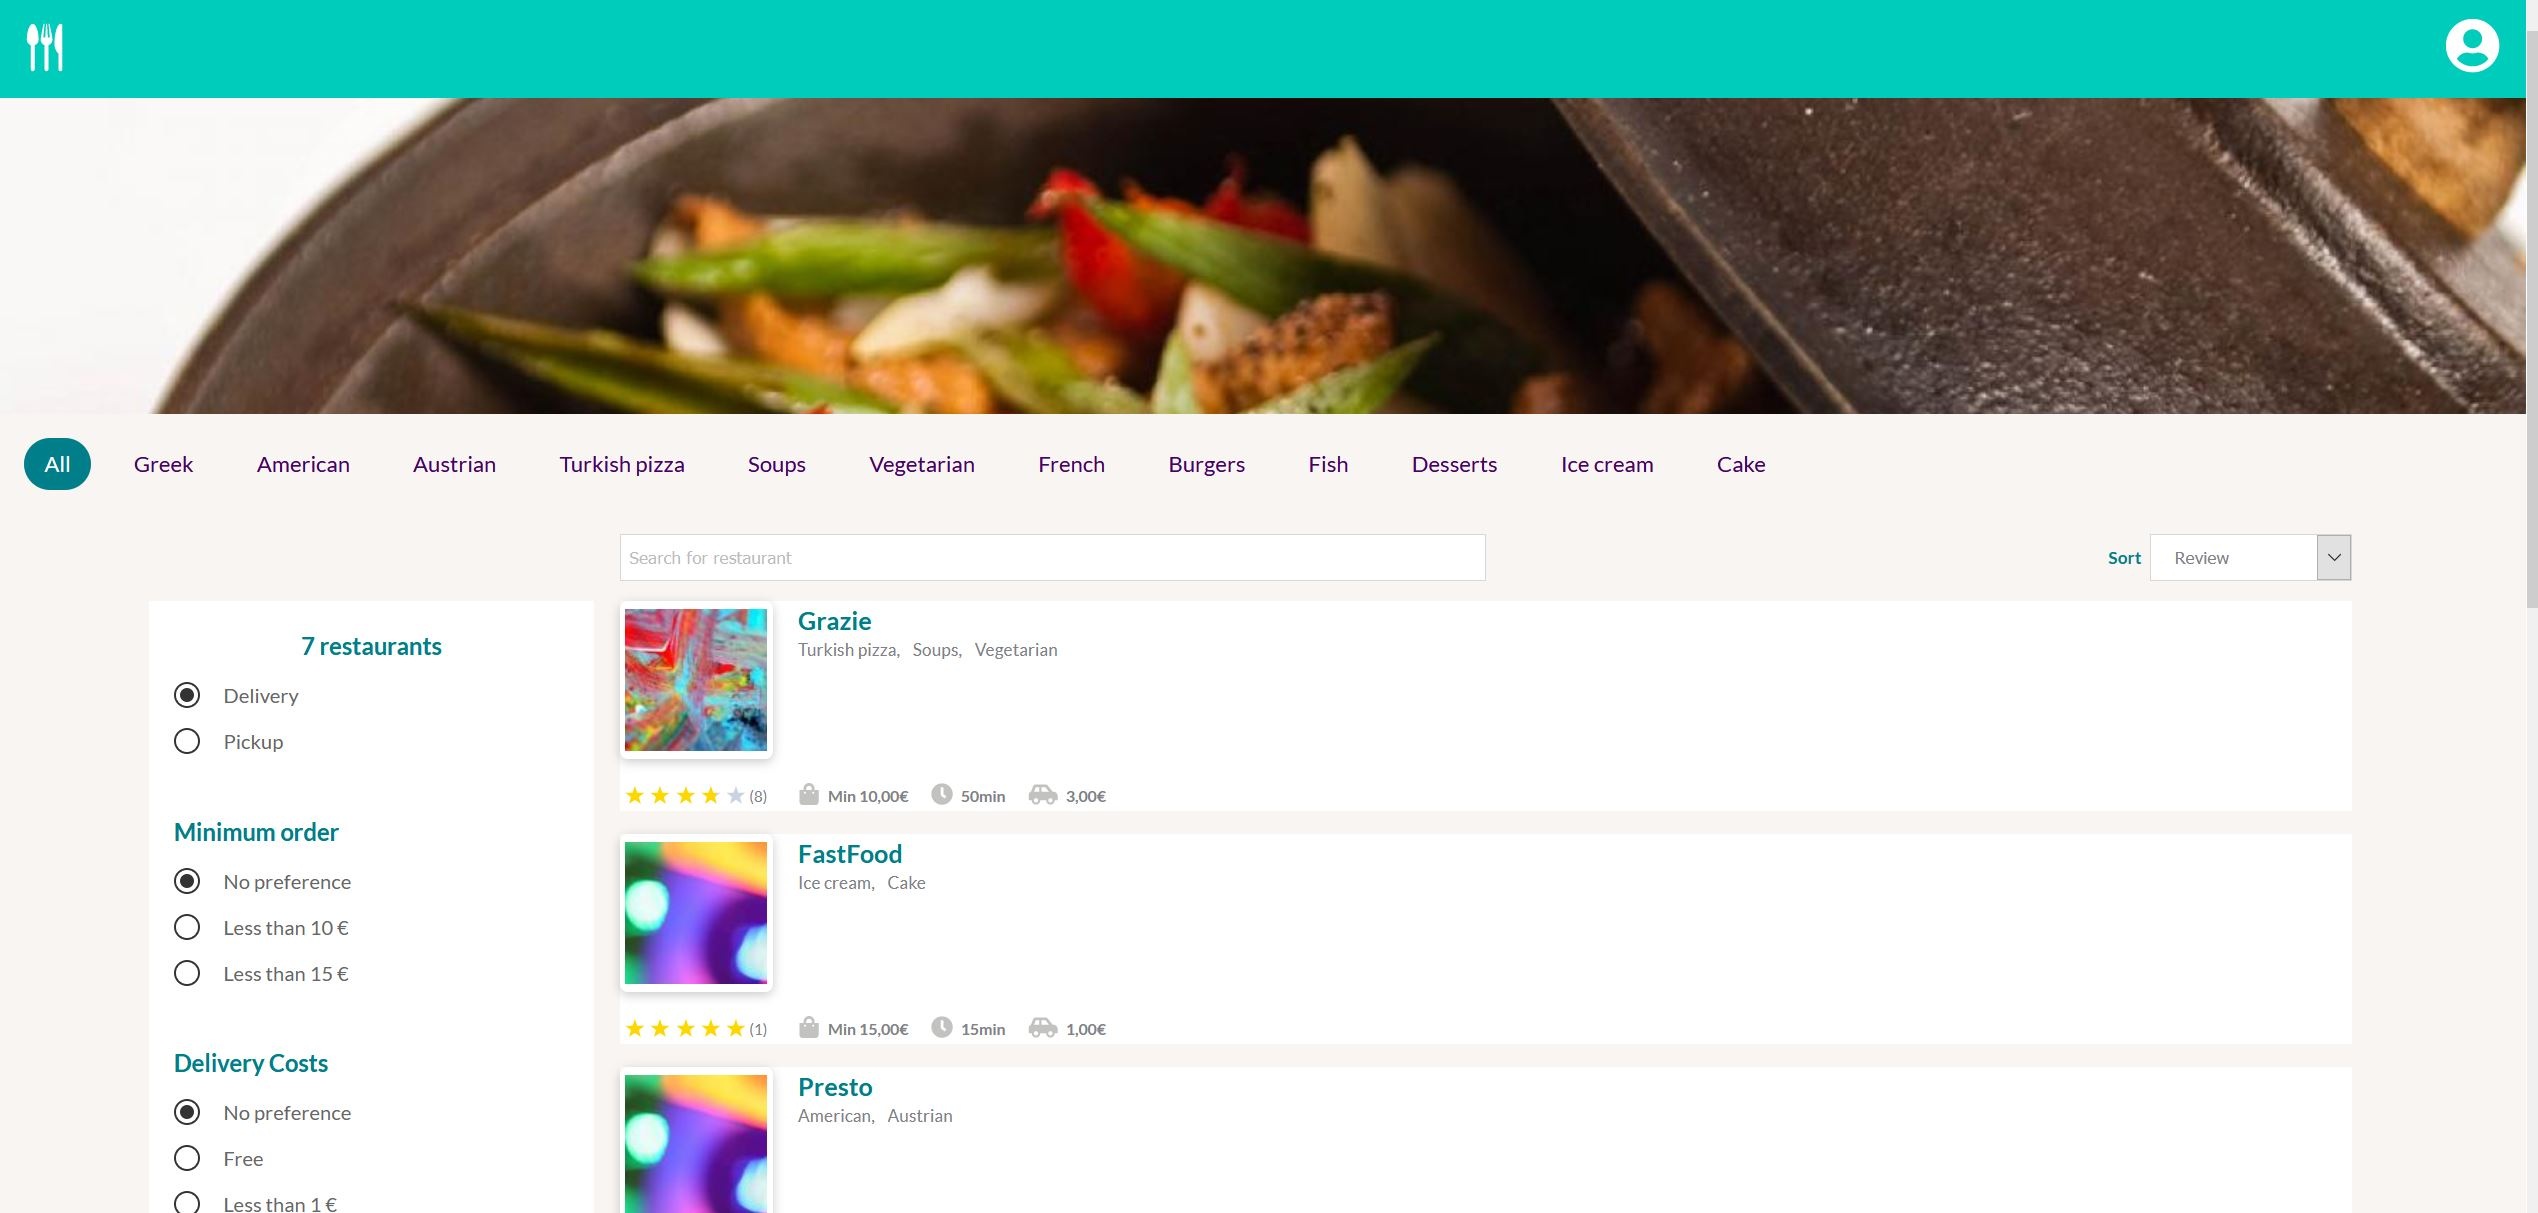 All Greek American Austrian Turkish pizza Soups Vegetarian French Burgers Fish Desserts Ice cream Cake
Search for restaurant
Sort Review
7 restaurants
Delivery
Pickup
Minimum order
No preference
Less than 10 €
Less than 15 €
Delivery Costs
No preference
Free
Less than 1 €
Grazie
Turkish pizza, Soups, Vegetarian
(8) Min 10,00€ 50min 3,00€
FastFood
Ice cream, Cake
(1) Min 15,00€ 15min 1,00€
Presto
American, Austrian